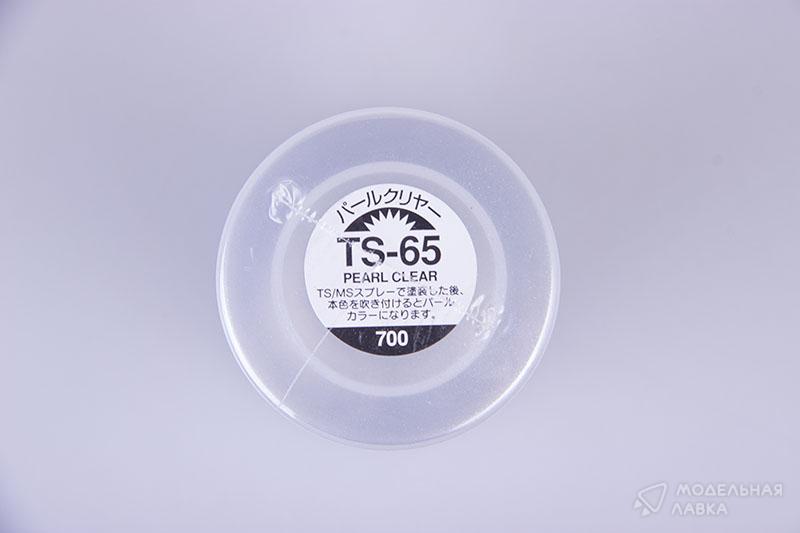 パールクリヤー
TS-65
PEARL CLEAR
TS/MSスプレーで塗装した後、
本色を吹き付けるとパール
カラーになります。
700
МОДЕЛЬНАЯ
ЛАВКА